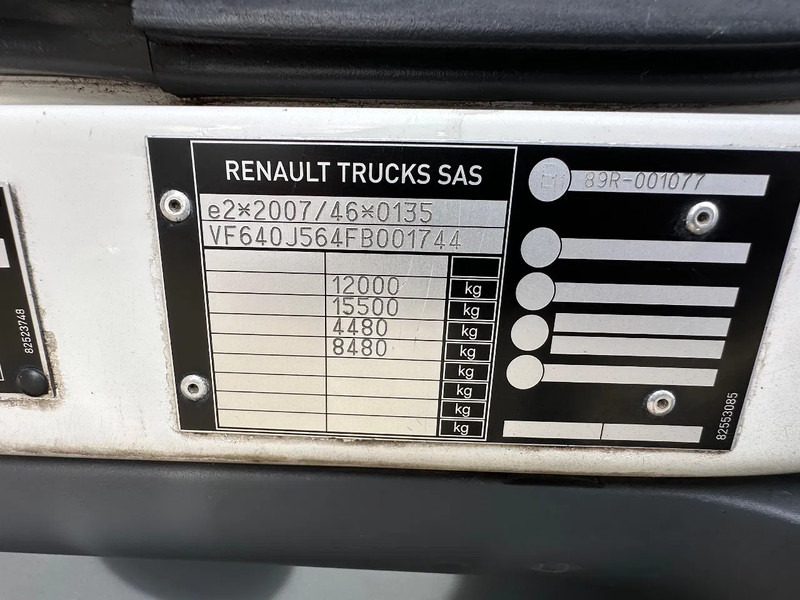 RENAULT TRUCKS SAS
e2*2007/46*0135
VF640J564FB001744
12000 kg
15500 kg
4480 kg
8480 kg
kg
kg
kg
kg
89R-001077
82553085
82523748